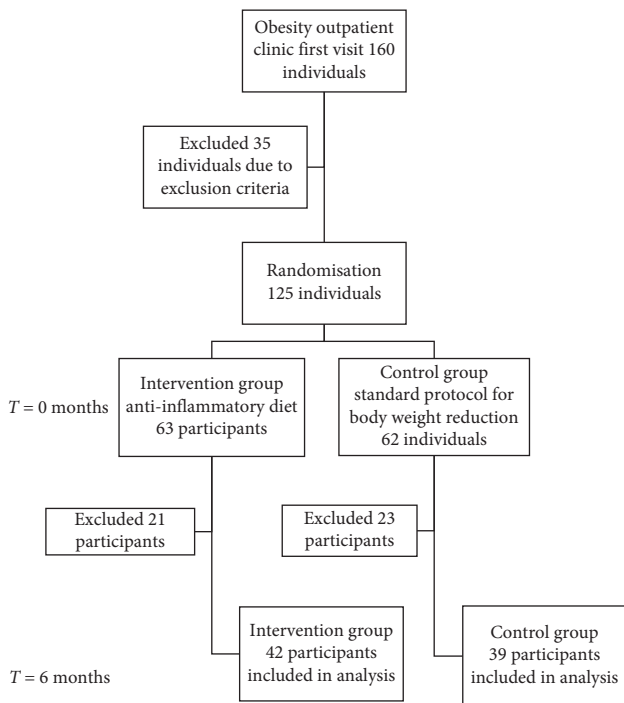 Obesity outpatient
clinic first visit 160
individuals
Excluded 35
individuals due to
exclusion criteria
Randomisation
125 individuals
T = 0 months
Intervention group
anti-inflammatory diet
63 participants
Control group
standard protocol for
body weight reduction
62 individuals
Excluded 21
participants
Excluded 23
participants
T = 6 months
Intervention group
42 participants
included in analysis
Control group
39 participants
included in analysis